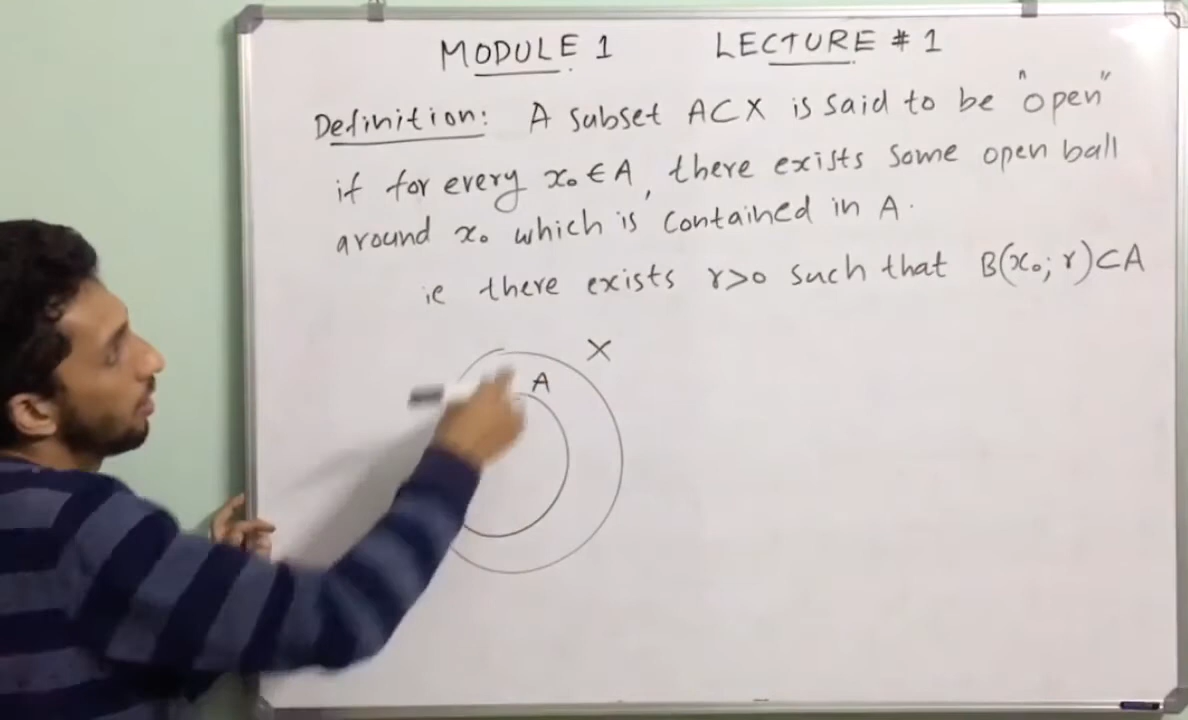 MODULE 1 LECTURE # 1
Definition: A subset A⊂X is said to be "open"
if for every x₀ ∈ A, there exists some open ball
around x₀ which is contained in A.
ie there exists r>0 such that B(x₀; r)⊂A
X
A